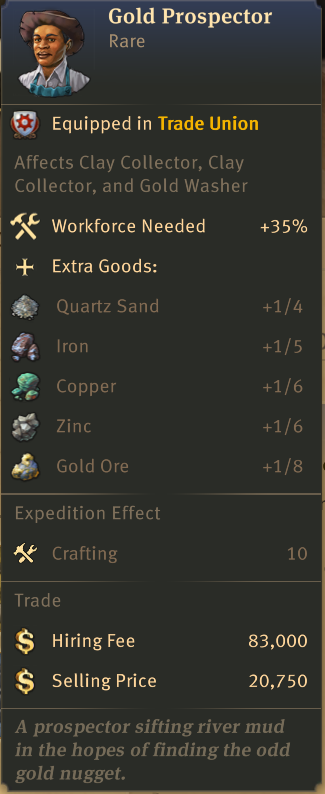 Gold Prospector
Rare
Equipped in Trade Union
Affects Clay Collector, Clay
Collector, and Gold Washer
Workforce Needed +35%
Extra Goods:
Quartz Sand +1/4
Iron +1/5
Copper +1/6
Zinc +1/6
Gold Ore +1/8
Expedition Effect
Crafting 10
Trade
Hiring Fee 83,000
Selling Price 20,750
A prospector sifting river mud
in the hopes of finding the odd
gold nugget.